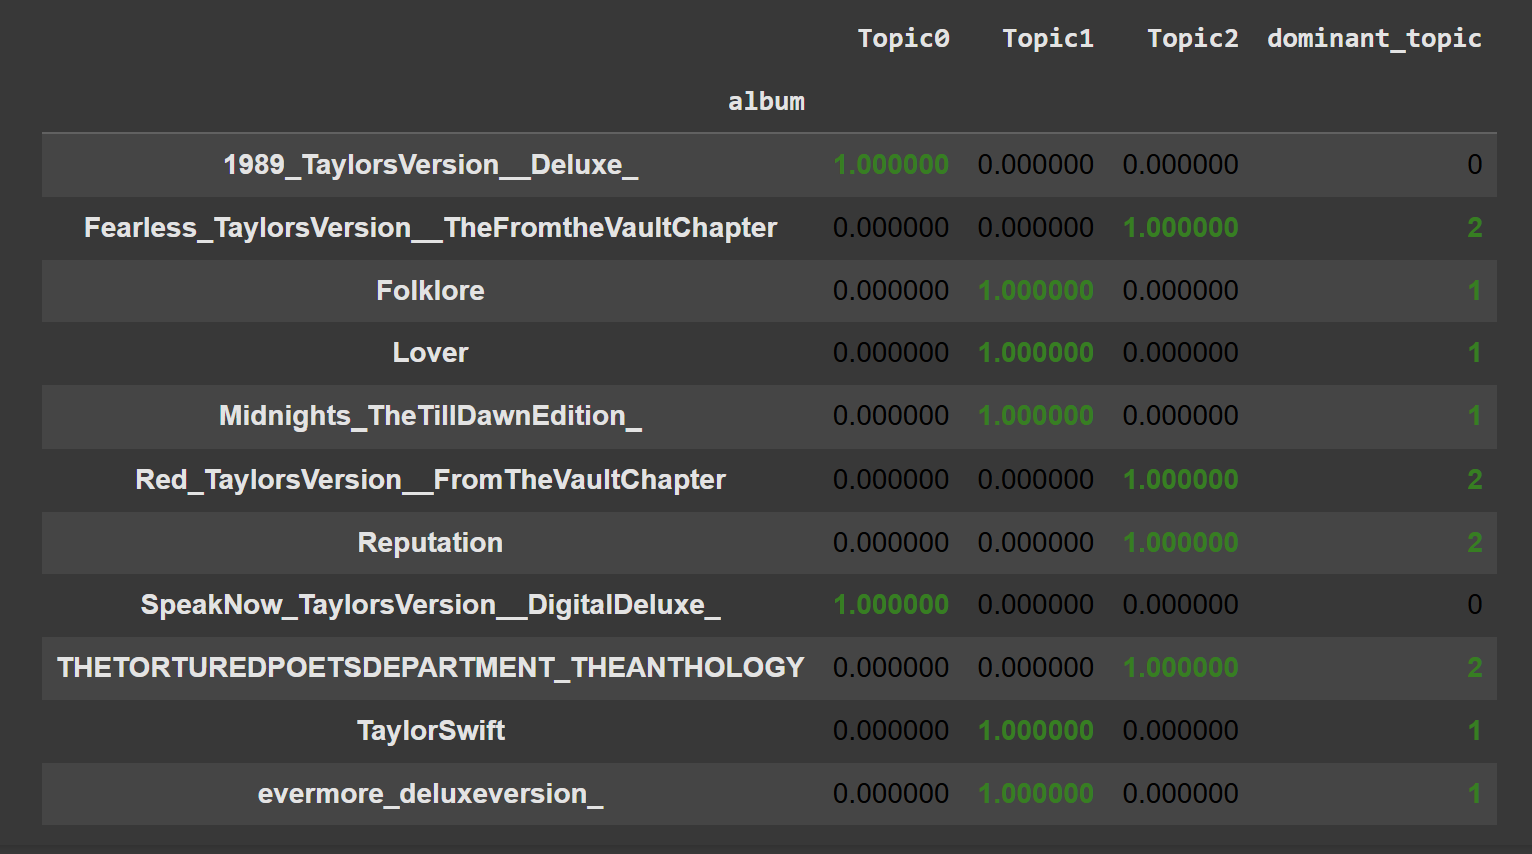 Topic0 Topic1 Topic2 dominant_topic
album
1989_TaylorsVersion__Deluxe_ 1.000000 0.000000 0.000000 0
Fearless_TaylorsVersion__TheFromtheVaultChapter 0.000000 0.000000 1.000000 2
Folklore 0.000000 1.000000 0.000000 1
Lover 0.000000 1.000000 0.000000 1
Midnights_TheTillDawnEdition_ 0.000000 1.000000 0.000000 1
Red_TaylorsVersion__FromTheVaultChapter 0.000000 0.000000 1.000000 2
Reputation 0.000000 0.000000 1.000000 2
SpeakNow_TaylorsVersion__DigitalDeluxe_ 1.000000 0.000000 0.000000 0
THETORTUREDPOETSDEPARTMENT_THEANTHOLOGY 0.000000 0.000000 1.000000 2
TaylorSwift 0.000000 1.000000 0.000000 1
evermore_deluxeversion_ 0.000000 1.000000 0.000000 1